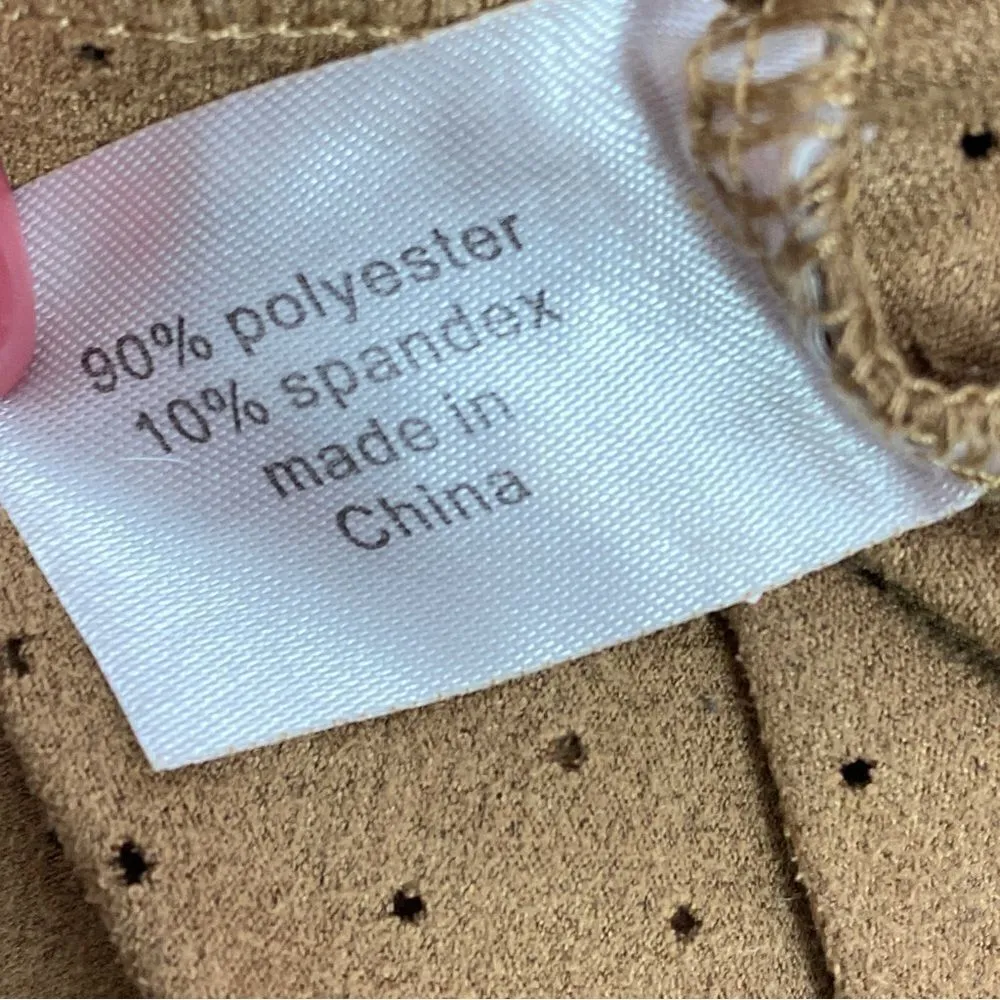 90% polyester
10% spandex
made in
China